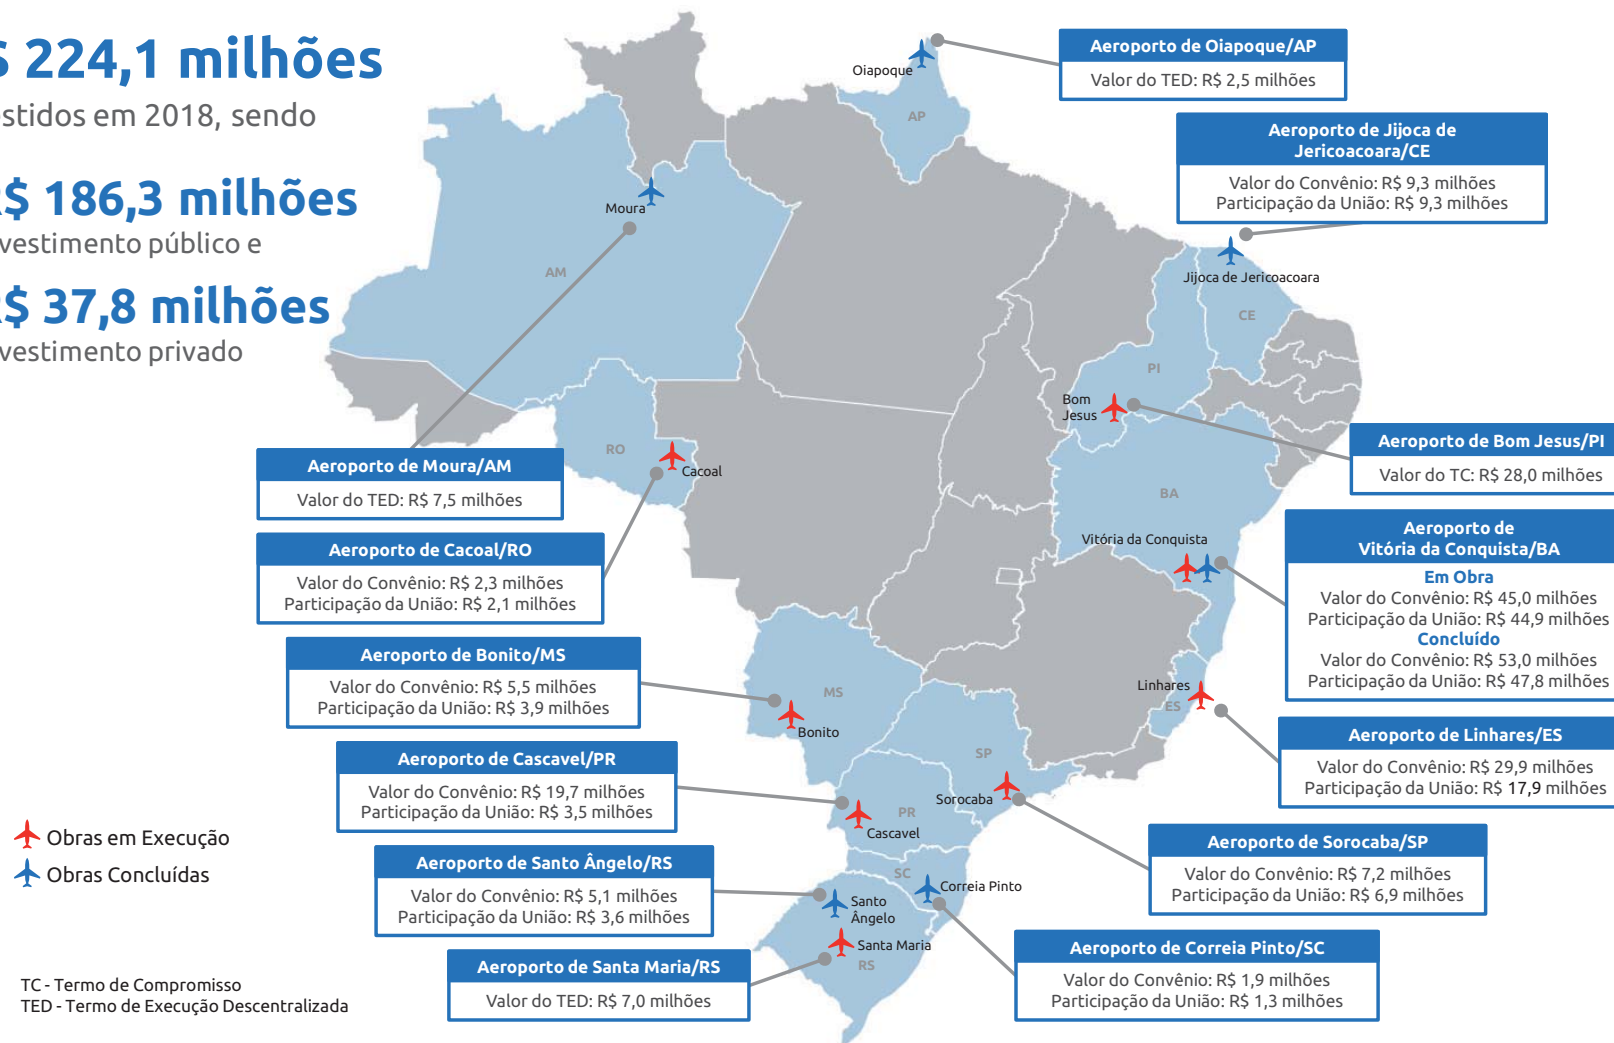 $ 224,1 milhões
estidos em 2018, sendo
R$ 186,3 milhões
vestimento público e
R$ 37,8 milhões
vestimento privado
Aeroporto de Oiapoque/AP
Valor do TED: R$ 2,5 milhões
Oiapoque
AP
Aeroporto de Jijoca de
Jericoacoara/CE
Valor do Convênio: R$ 9,3 milhões
Participação da União: R$ 9,3 milhões
Moura
AM
Jijoca de Jericoacoara
CE
PI
Bom
Jesus
Aeroporto de Bom Jesus/PI
Valor do TC: R$ 28,0 milhões
Aeroporto de Moura/AM
Valor do TED: R$ 7,5 milhões
RO
Cacoal
BA
Aeroporto de Cacoal/RO
Valor do Convênio: R$ 2,3 milhões
Participação da União: R$ 2,1 milhões
Vitória da Conquista
Aeroporto de
Vitória da Conquista/BA
Em Obra
Valor do Convênio: R$ 45,0 milhões
Participação da União: R$ 44,9 milhões
Concluído
Valor do Convênio: R$ 53,0 milhões
Participação da União: R$ 47,8 milhões
Aeroporto de Bonito/MS
Valor do Convênio: R$ 5,5 milhões
Participação da União: R$ 3,9 milhões
MS
Bonito
Linhares
ES
Aeroporto de Linhares/ES
Valor do Convênio: R$ 29,9 milhões
Participação da União: R$ 17,9 milhões
Aeroporto de Cascavel/PR
Valor do Convênio: R$ 19,7 milhões
Participação da União: R$ 3,5 milhões
SP
Sorocaba
PR
Cascavel
Obras em Execução
Obras Concluídas
Aeroporto de Sorocaba/SP
Valor do Convênio: R$ 7,2 milhões
Participação da União: R$ 6,9 milhões
Aeroporto de Santo Ângelo/RS
Valor do Convênio: R$ 5,1 milhões
Participação da União: R$ 3,6 milhões
SC
Correia Pinto
Santo
Ângelo
Santa Maria
RS
Aeroporto de Correia Pinto/SC
Valor do Convênio: R$ 1,9 milhões
Participação da União: R$ 1,3 milhões
Aeroporto de Santa Maria/RS
Valor do TED: R$ 7,0 milhões
TC - Termo de Compromisso
TED - Termo de Execução Descentralizada